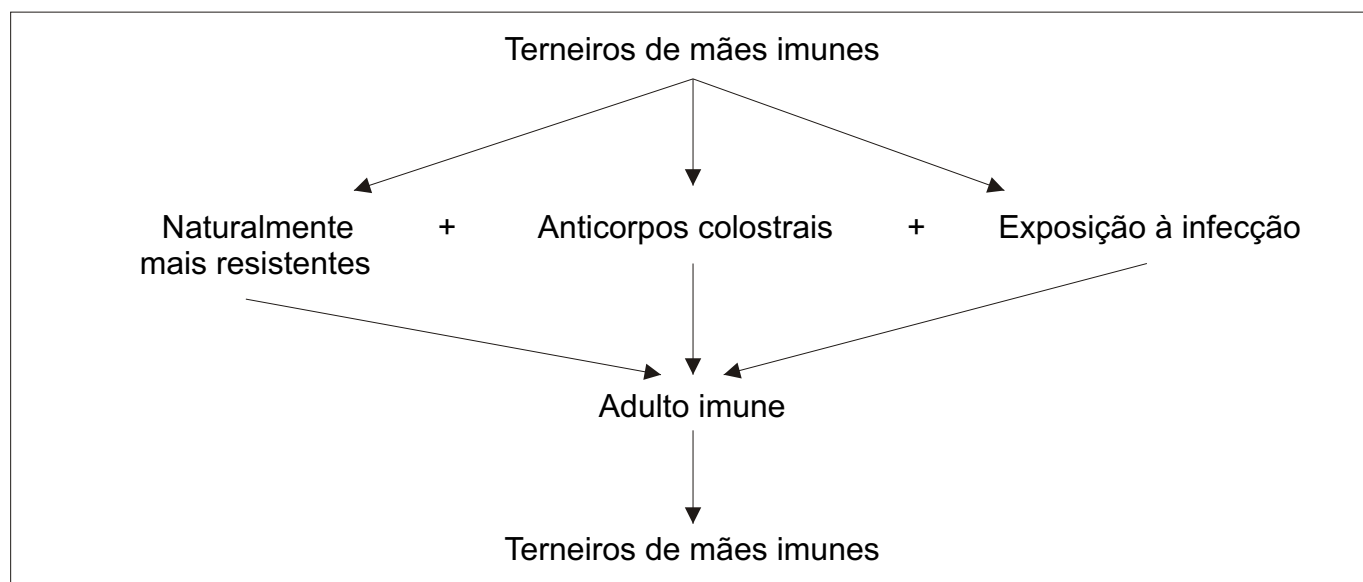 Terneiros de mães imunes
Naturalmente + Anticorpos colostrais + Exposição à infecção
mais resistentes
Adulto imune
Terneiros de mães imunes